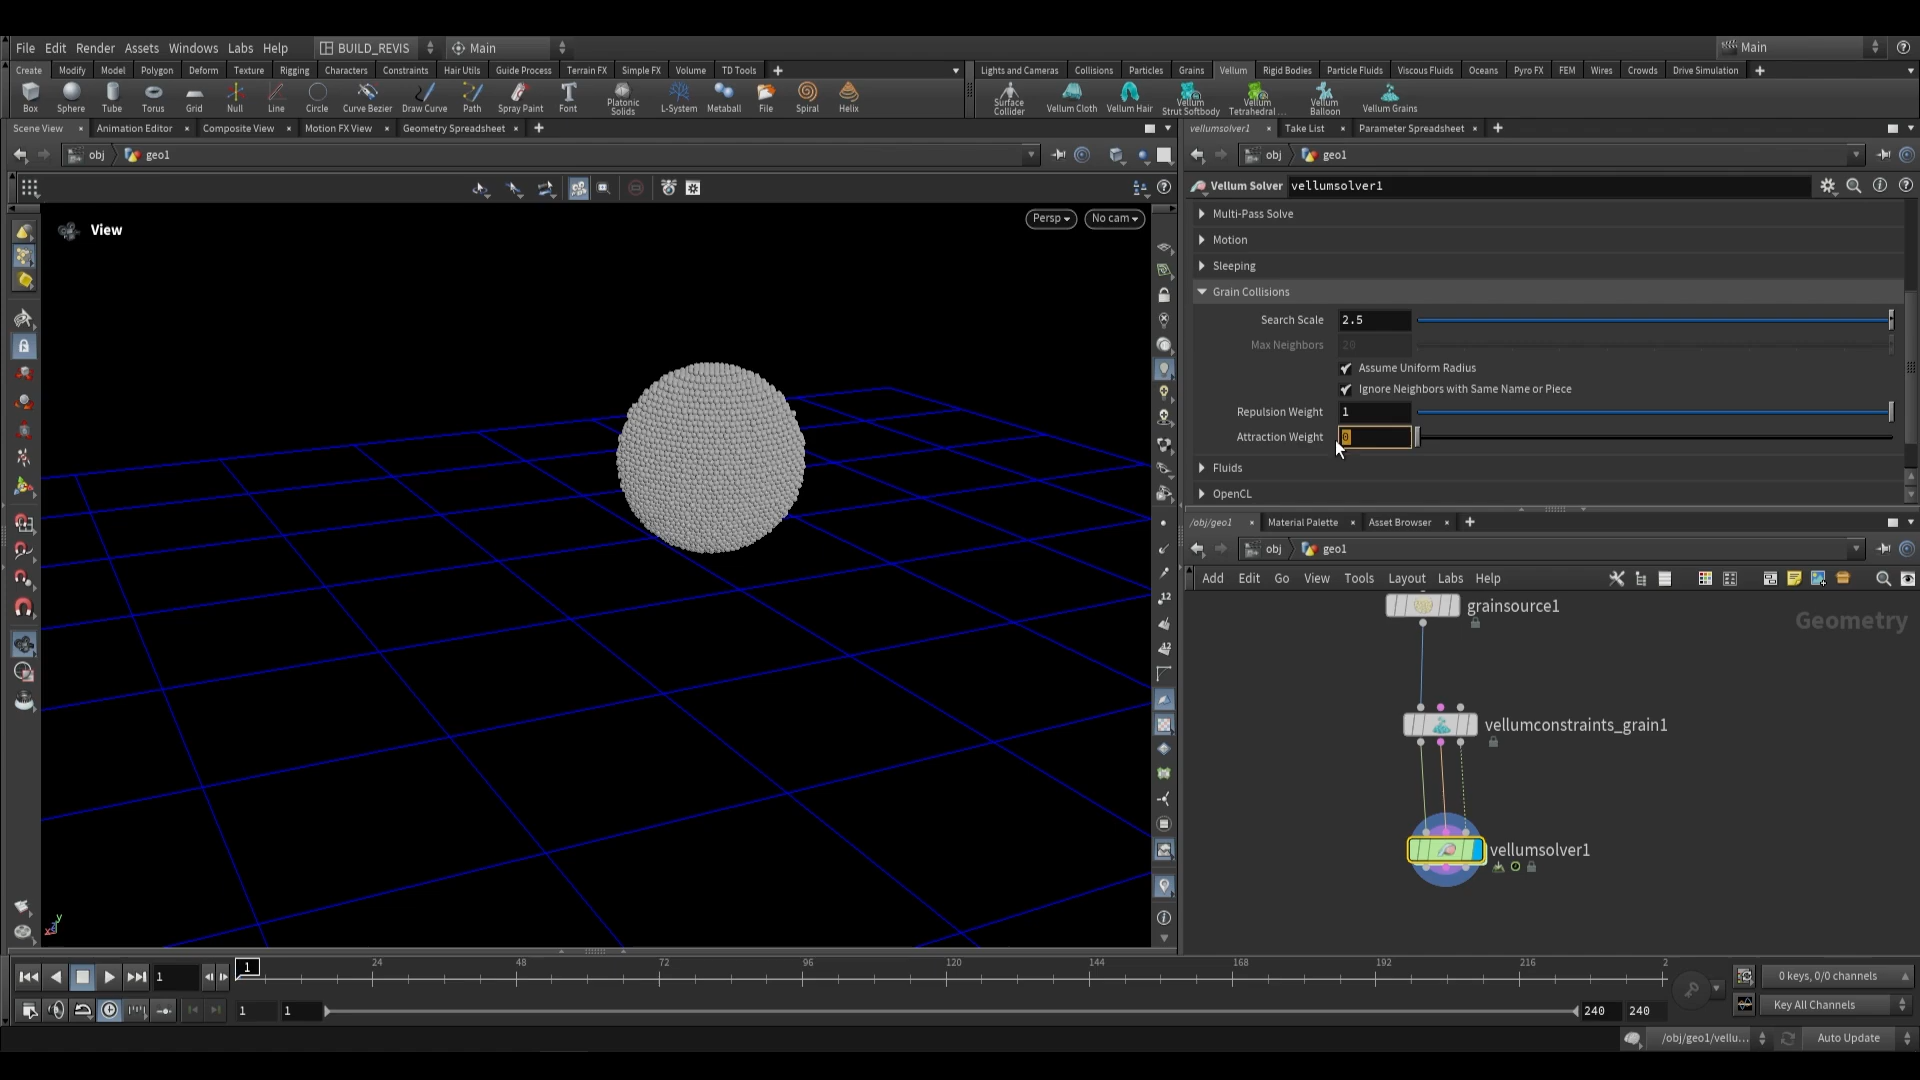 File Edit Render Assets Windows Labs Help BUILD_REVIS Main Main
Create Modify Model Polygon Deform Texture Rigging Characters Constraints Hair Utils Guide Process Terrain FX Simple FX Volume TD Tools
Lights and Cameras Collisions Particles Grains Vellum Rigid Bodies Particle Fluids Viscous Fluids Oceans Pyro FX FEM Wires Crowds Drive Simulation
Box Sphere Tube Torus Grid Null Line Circle Curve Bezier Draw Curve Path Spray Paint Font Platonic Solids L-System Metaball File Spiral Helix
Surface Collider Vellum Cloth Vellum Hair Vellum Strut Softbody Vellum Tetrahedral ... Vellum Balloon Vellum Grains
Scene View Animation Editor Composite View Motion FX View Geometry Spreadsheet
vellumsolver1 Take List Parameter Spreadsheet
obj geo1
obj geo1
Vellum Solver vellumsolver1
View Persp No cam
Multi-Pass Solve
Motion
Sleeping
Grain Collisions
Search Scale 2.5
Max Neighbors 20
Assume Uniform Radius
Ignore Neighbors with Same Name or Piece
Repulsion Weight 1
Attraction Weight 0
Fluids
OpenCL
/obj/geo1 Material Palette Asset Browser
obj geo1
Add Edit Go View Tools Layout Labs Help
Geometry
grainsource1
vellumconstraints_grain1
vellumsolver1
12
12
y
1 1 24 48 72 96 120 144 168 192 216 2
0 keys, 0/0 channels
1 1 240 240 Key All Channels
/obj/geo1/vellu... Auto Update